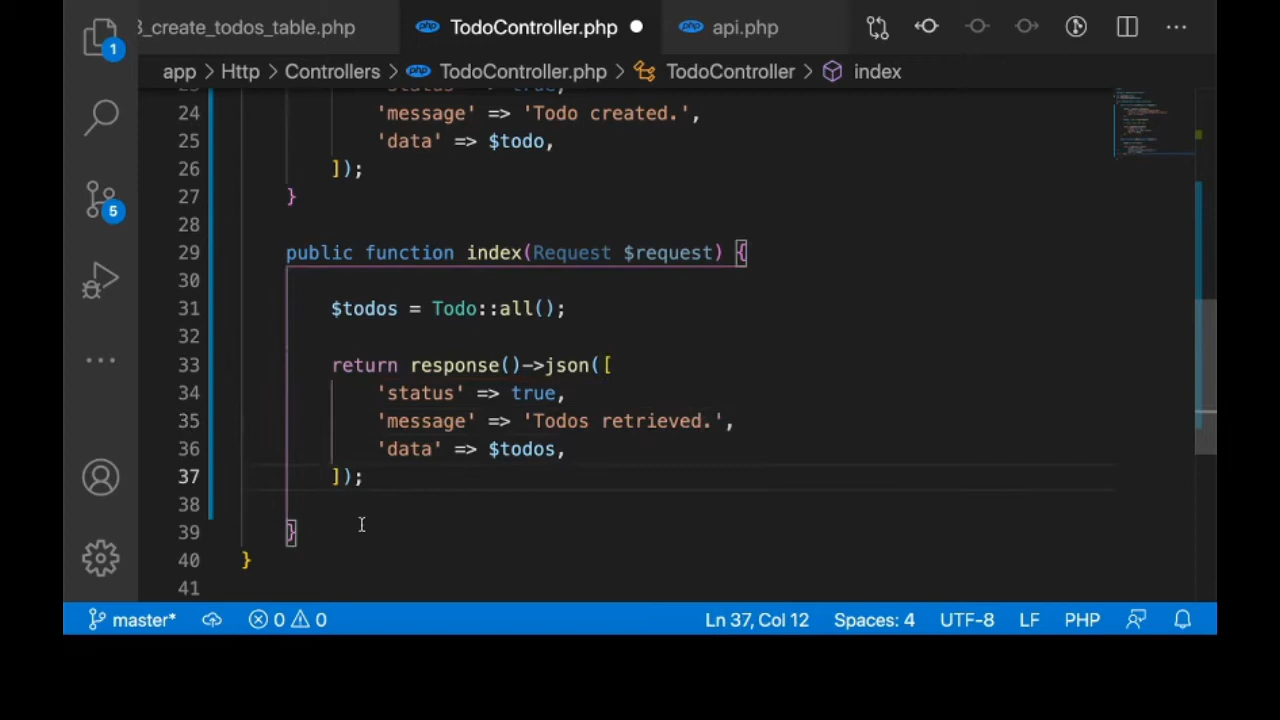 3_create_todos_table.php TodoController.php api.php
1
app > Http > Controllers > TodoController.php > TodoController > index
24 'message' => 'Todo created.',
25 'data' => $todo,
26 ]);
27 }
28
29 public function index(Request $request) {
30
31 $todos = Todo::all();
32
33 return response()->json([
34 'status' => true,
35 'message' => 'Todos retrieved.',
36 'data' => $todos,
37 ]);
38
39 }
40 }
41
5
master* 0 0 Ln 37, Col 12 Spaces: 4 UTF-8 LF PHP